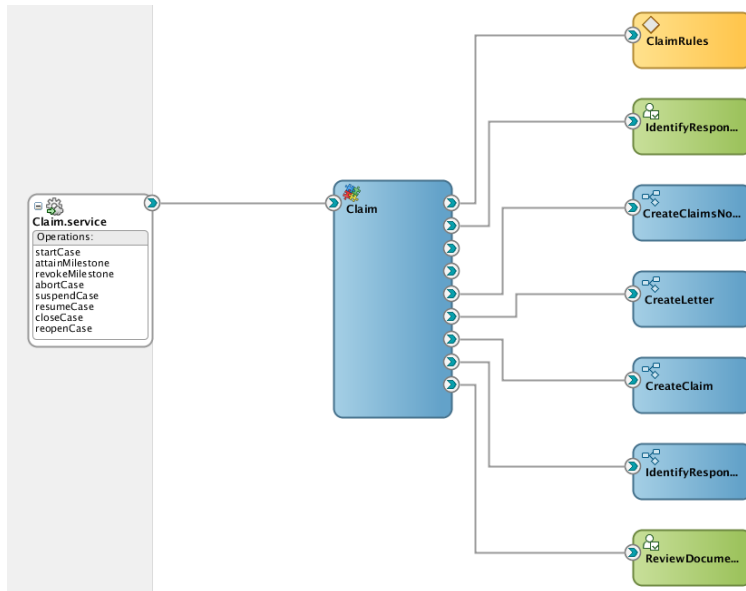 ClaimRules
IdentifyRespon...
Claim.service
Operations:
startCase
attainMilestone
revokeMilestone
abortCase
suspendCase
resumeCase
closeCase
reopenCase
Claim
CreateClaimsNo...
CreateLetter
CreateClaim
IdentifyRespon...
ReviewDocume...